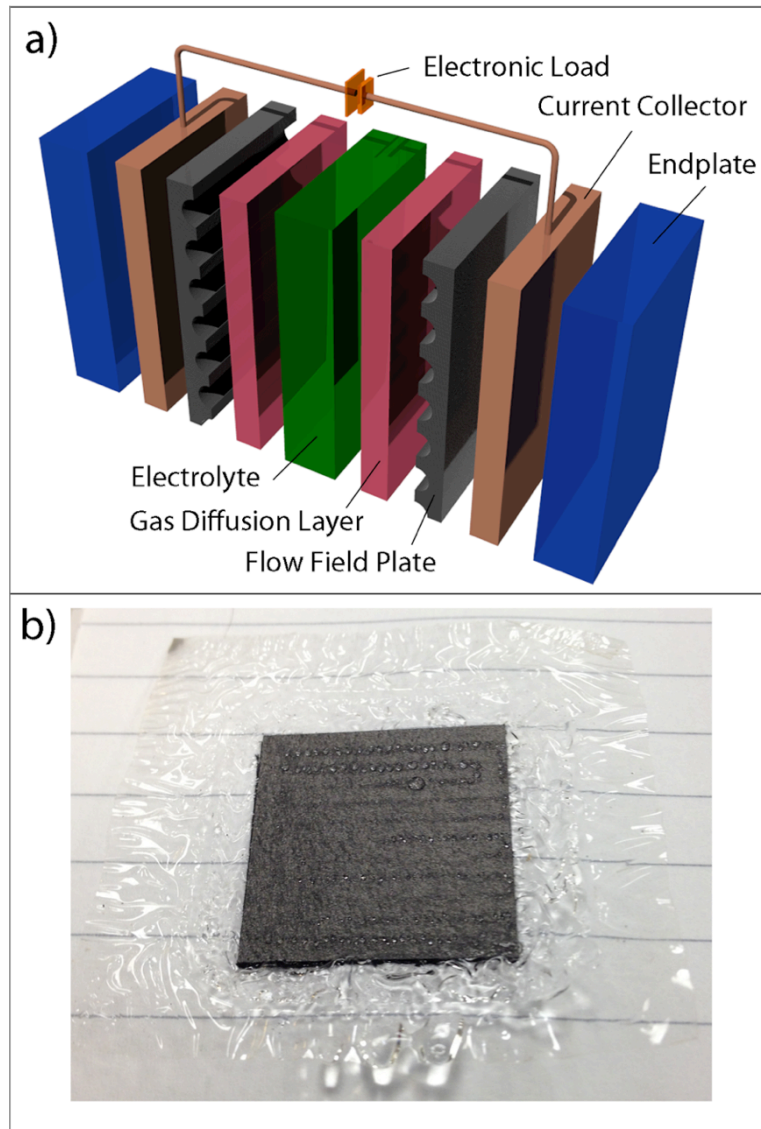 a)
Electronic Load
Current Collector
Endplate
Electrolyte
Gas Diffusion Layer
Flow Field Plate
b)